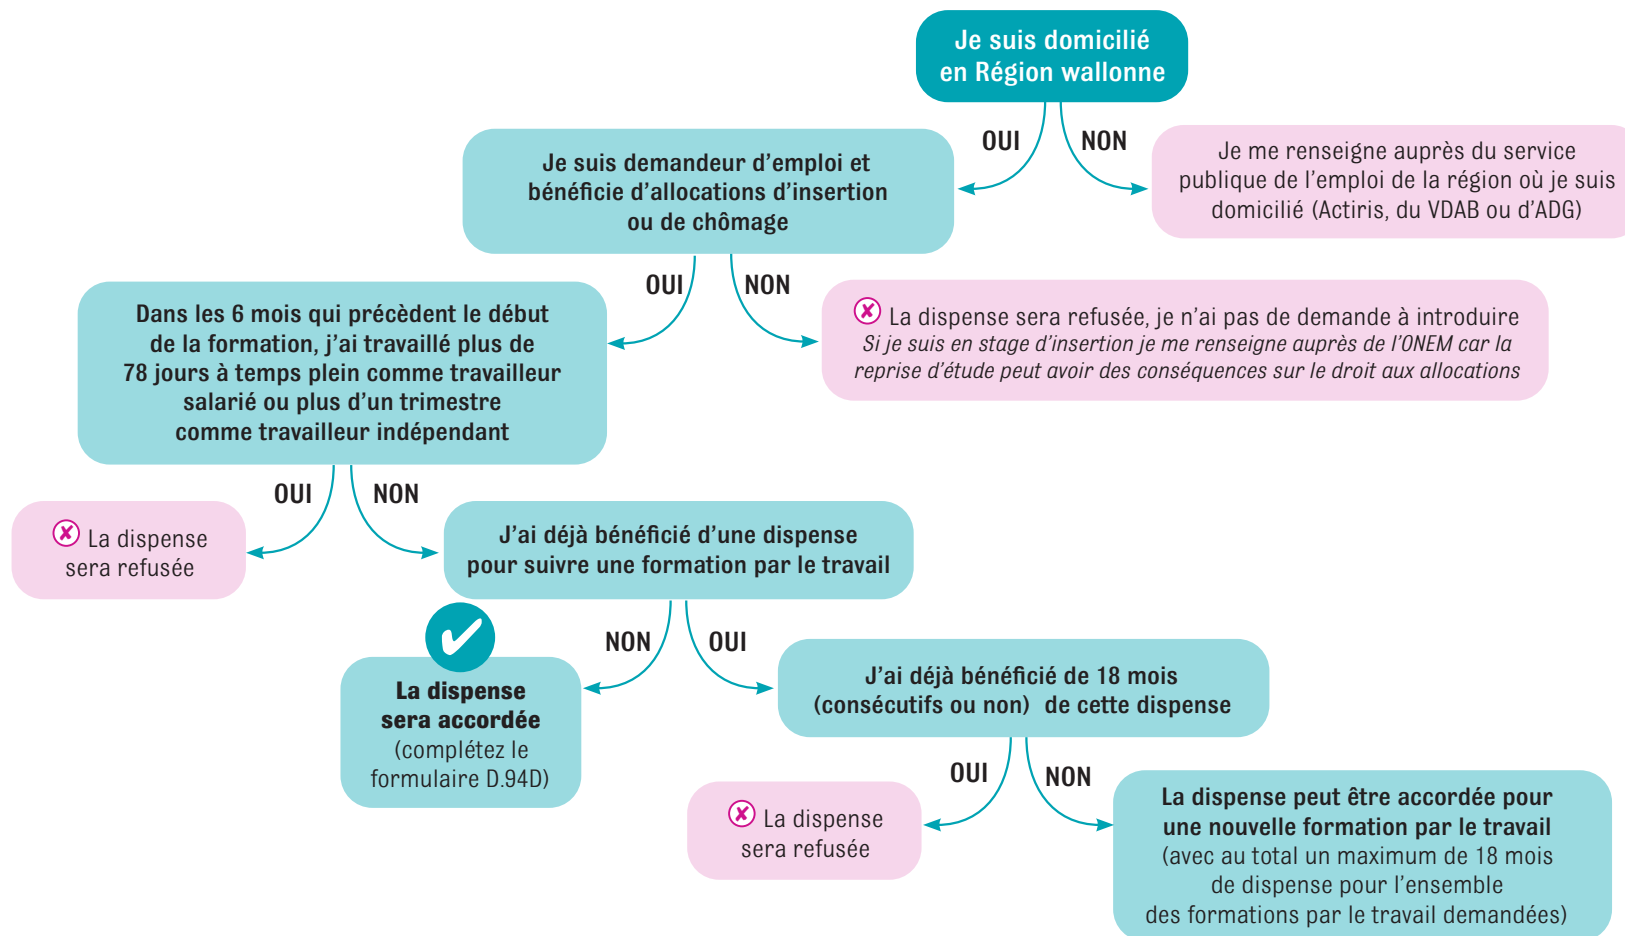 Je suis domicilié
en Région wallonne
OUI
NON
Je me renseigne auprès du service
publique de l’emploi de la région où je suis
domicilié (Actiris, du VDAB ou d’ADG)
Je suis demandeur d’emploi et
bénéficie d’allocations d’insertion
ou de chômage
OUI
NON
La dispense sera refusée, je n’ai pas de demande à introduire
Si je suis en stage d’insertion je me renseigne auprès de l’ONEM car la
reprise d’étude peut avoir des conséquences sur le droit aux allocations
Dans les 6 mois qui précèdent le début
de la formation, j’ai travaillé plus de
78 jours à temps plein comme travailleur
salarié ou plus d’un trimestre
comme travailleur indépendant
OUI
NON
La dispense
sera refusée
J’ai déjà bénéficié d’une dispense
pour suivre une formation par le travail
NON
OUI
La dispense
sera accordée
(complétez le
formulaire D.94D)
J’ai déjà bénéficié de 18 mois
(consécutifs ou non) de cette dispense
OUI
NON
La dispense
sera refusée
La dispense peut être accordée pour
une nouvelle formation par le travail
(avec au total un maximum de 18 mois
de dispense pour l’ensemble
des formations par le travail demandées)